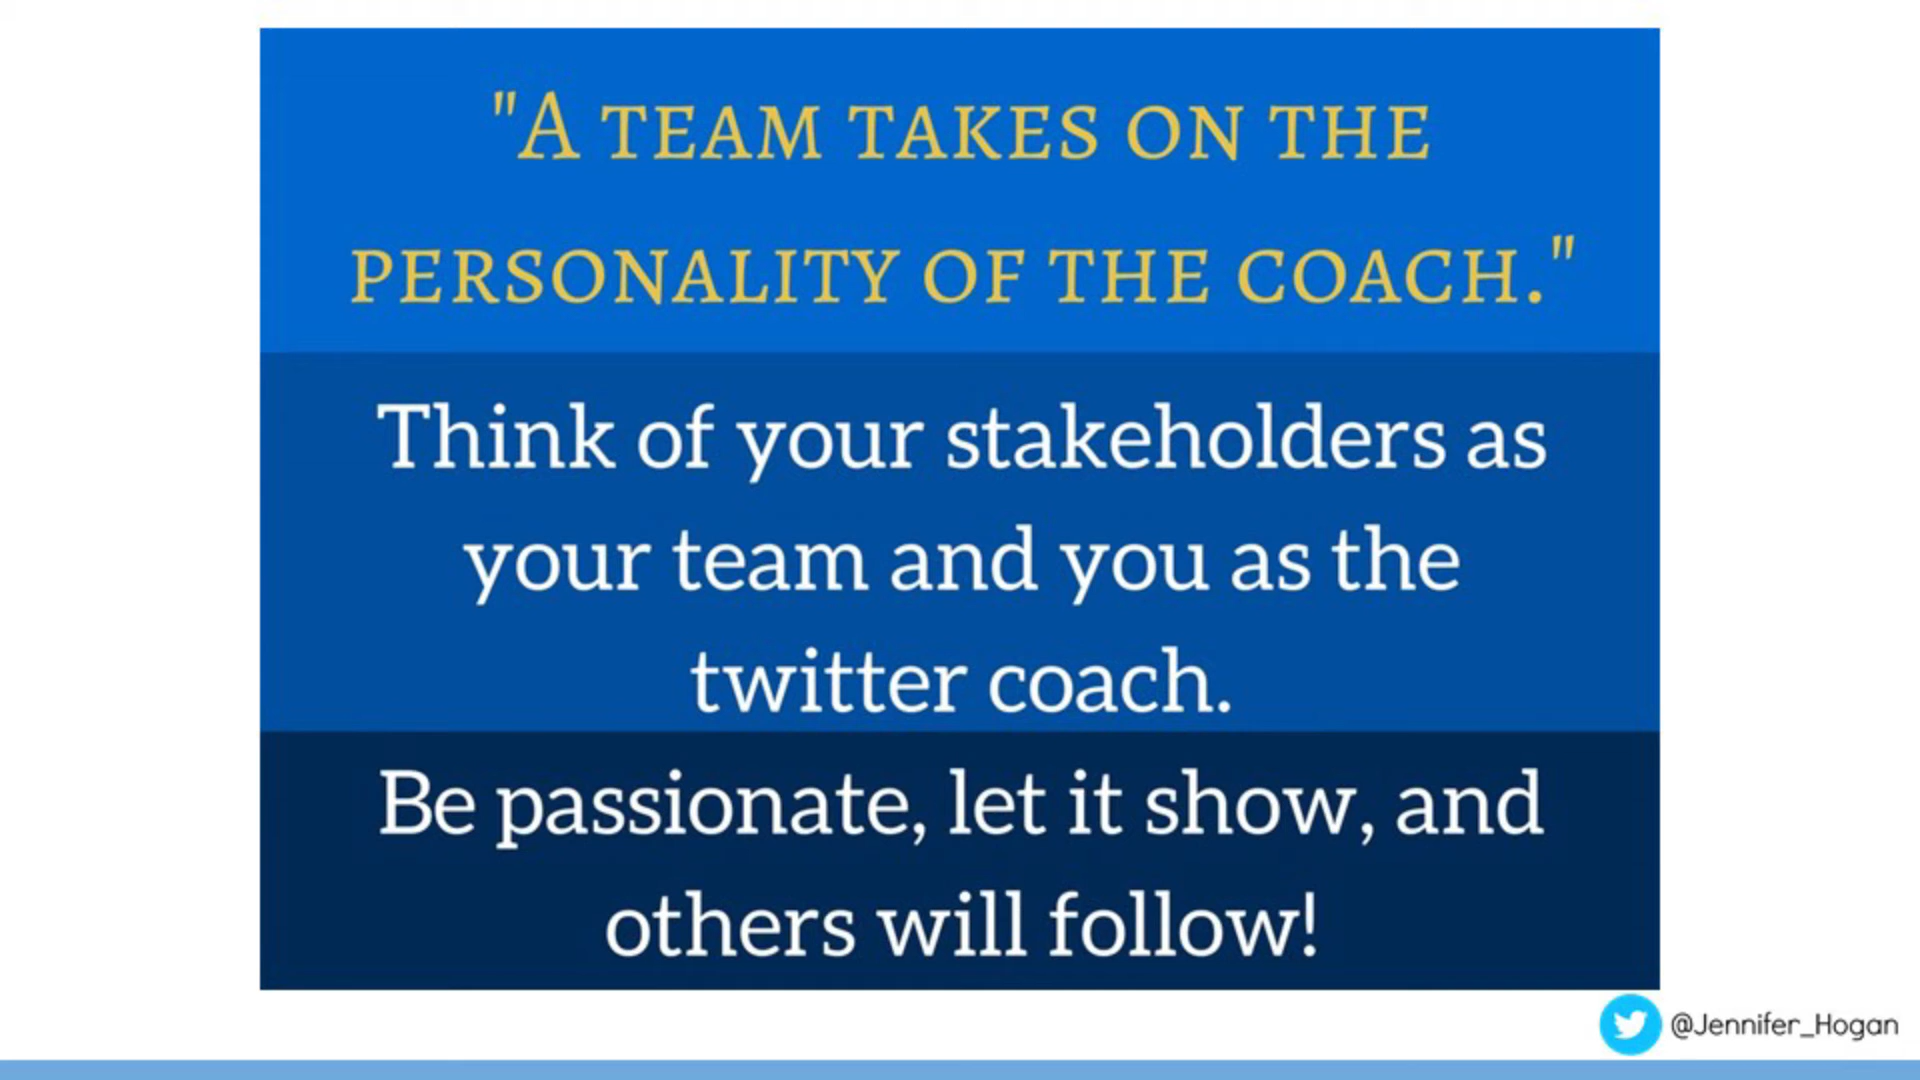 "A TEAM TAKES ON THE
PERSONALITY OF THE COACH."
Think of your stakeholders as
your team and you as the
twitter coach.
Be passionate, let it show, and
others will follow!
@Jennifer_Hogan